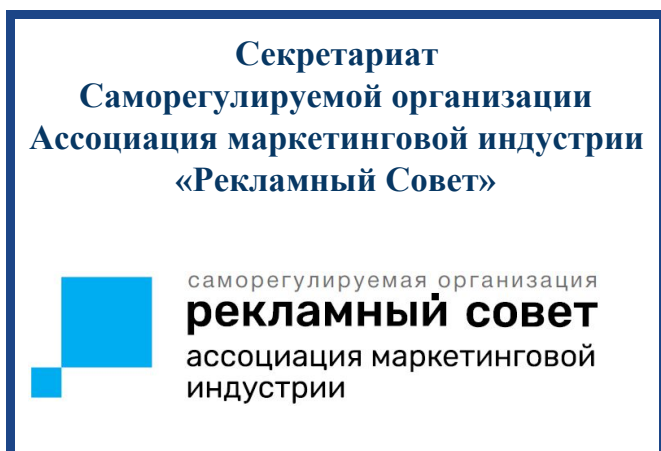 Секретариат
Саморегулируемой организации
Ассоциация маркетинговой индустрии
«Рекламный Совет»
саморегулируемая организация
рекламный совет
ассоциация маркетинговой
индустрии